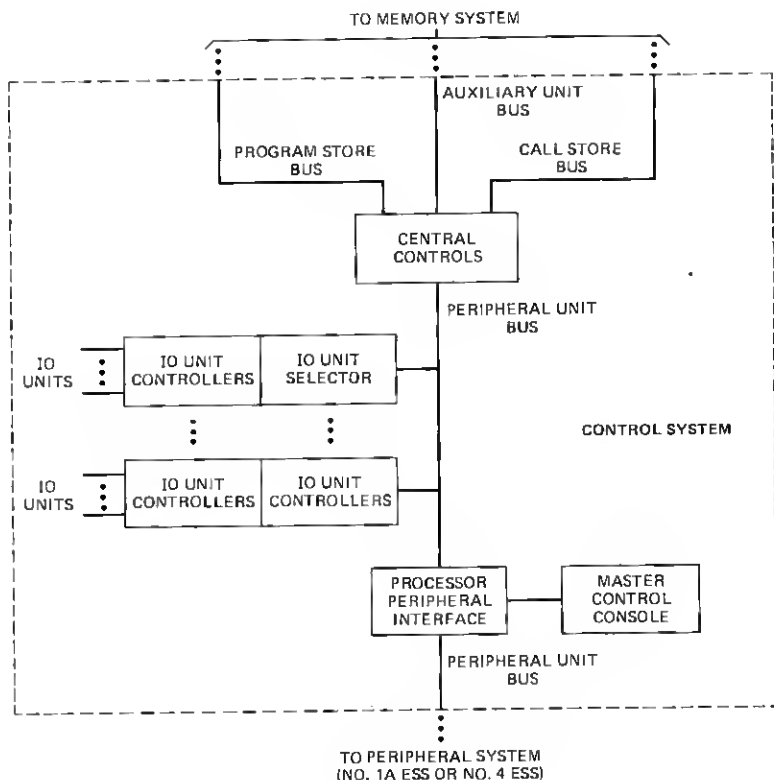 TO MEMORY SYSTEM
AUXILIARY UNIT
BUS
PROGRAM STORE
BUS
CALL STORE
BUS
CENTRAL
CONTROLS
PERIPHERAL UNIT
BUS
IO
UNITS
IO UNIT
CONTROLLERS
IO UNIT
SELECTOR
CONTROL SYSTEM
IO
UNITS
IO UNIT
CONTROLLERS
IO UNIT
CONTROLLERS
PROCESSOR
PERIPHERAL
INTERFACE
MASTER
CONTROL
CONSOLE
PERIPHERAL UNIT
BUS
TO PERIPHERAL SYSTEM
(NO. 1A ESS OR NO. 4 ESS)